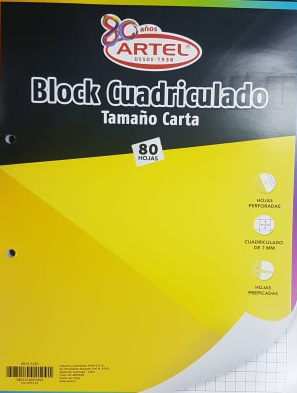 80 años
ARTEL®
DESDE - 1938
Block Cuadriculado
Tamaño Carta
80
HOJAS
HOJAS
PERFORADAS
CUADRICULADO
DE 7 MM
HOJAS
PREPICADAS